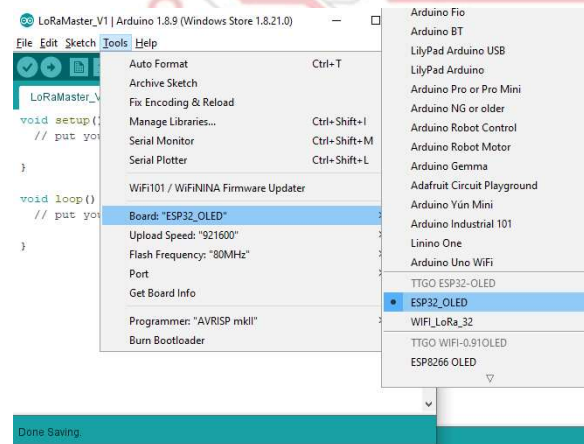 LoRaMaster_V1 | Arduino 1.8.9 (Windows Store 1.8.21.0)
File Edit Sketch Tools Help
LoRaMaster_V
void setup()
// put you
}
void loop()
// put you
}
Auto Format Ctrl+T
Archive Sketch
Fix Encoding & Reload
Manage Libraries... Ctrl+Shift+I
Serial Monitor Ctrl+Shift+M
Serial Plotter Ctrl+Shift+L
WiFi101 / WiFiNINA Firmware Updater
Board: "ESP32_OLED"
Upload Speed: "921600"
Flash Frequency: "80MHz"
Port
Get Board Info
Programmer: "AVRISP mkII"
Burn Bootloader
Arduino Fio
Arduino BT
LilyPad Arduino USB
LilyPad Arduino
Arduino Pro or Pro Mini
Arduino NG or older
Arduino Robot Control
Arduino Robot Motor
Arduino Gemma
Adafruit Circuit Playground
Arduino Yún Mini
Arduino Industrial 101
Linino One
Arduino Uno WiFi
TTGO ESP32-OLED
ESP32_OLED
WIFI_LoRa_32
TTGO WIFI-0.91OLED
ESP8266 OLED
Done Saving.